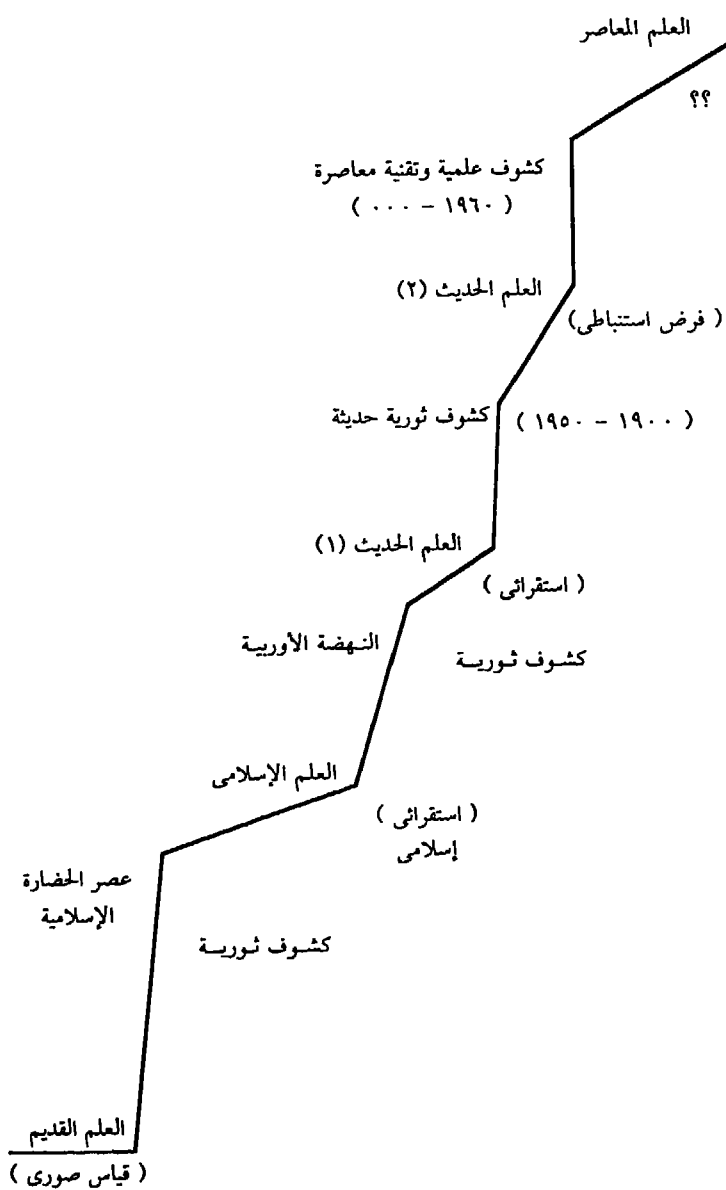 العلم المعاصر
؟؟
كشوف علمية وتقنية معاصرة
( ١٩٦٠ - ٠٠٠ )
العلم الحديث (٢)
( فرض استنباطى)
كشوف ثورية حديثة
( ١٩٠٠ - ١٩٥٠ )
العلم الحديث (١)
( استقرائى )
النهضة الأوربية
كشوف ثورية
العلم الإسلامى
( استقرائى )
إسلامى
عصر الحضارة
الإسلامية
كشوف ثورية
العلم القديم
( قياس صورى )